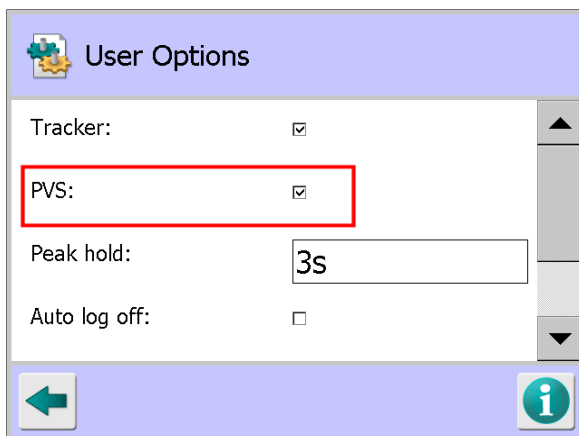 User Options
Tracker:
PVS:
Peak hold: 3s
Auto log off: